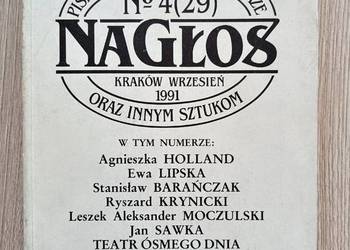 No 4(29)
NAGŁOS
KRAKÓW WRZESIEŃ
1991
ORAZ INNYM SZTUKOM
W TYM NUMERZE:
Agnieszka HOLLAND
Ewa LIPSKA
Stanisław BARAŃCZAK
Ryszard KRYNICKI
Leszek Aleksander MOCZULSKI
Jan SAWKA
TEATR ÓSMEGO DNIA